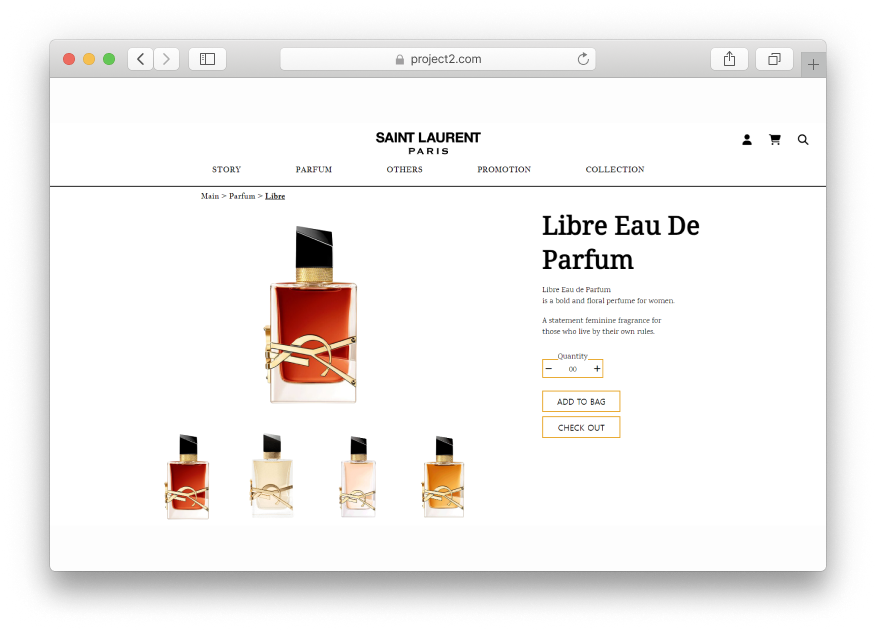 project2.com
SAINT LAURENT
PARIS
STORY PARFUM OTHERS PROMOTION COLLECTION
Main > Parfum > Libre
Libre Eau De
Parfum
Libre Eau de Parfum
is a bold and floral perfume for women.
A statement feminine fragrance for
those who live by their own rules.
Quantity
− 00 +
ADD TO BAG
CHECK OUT